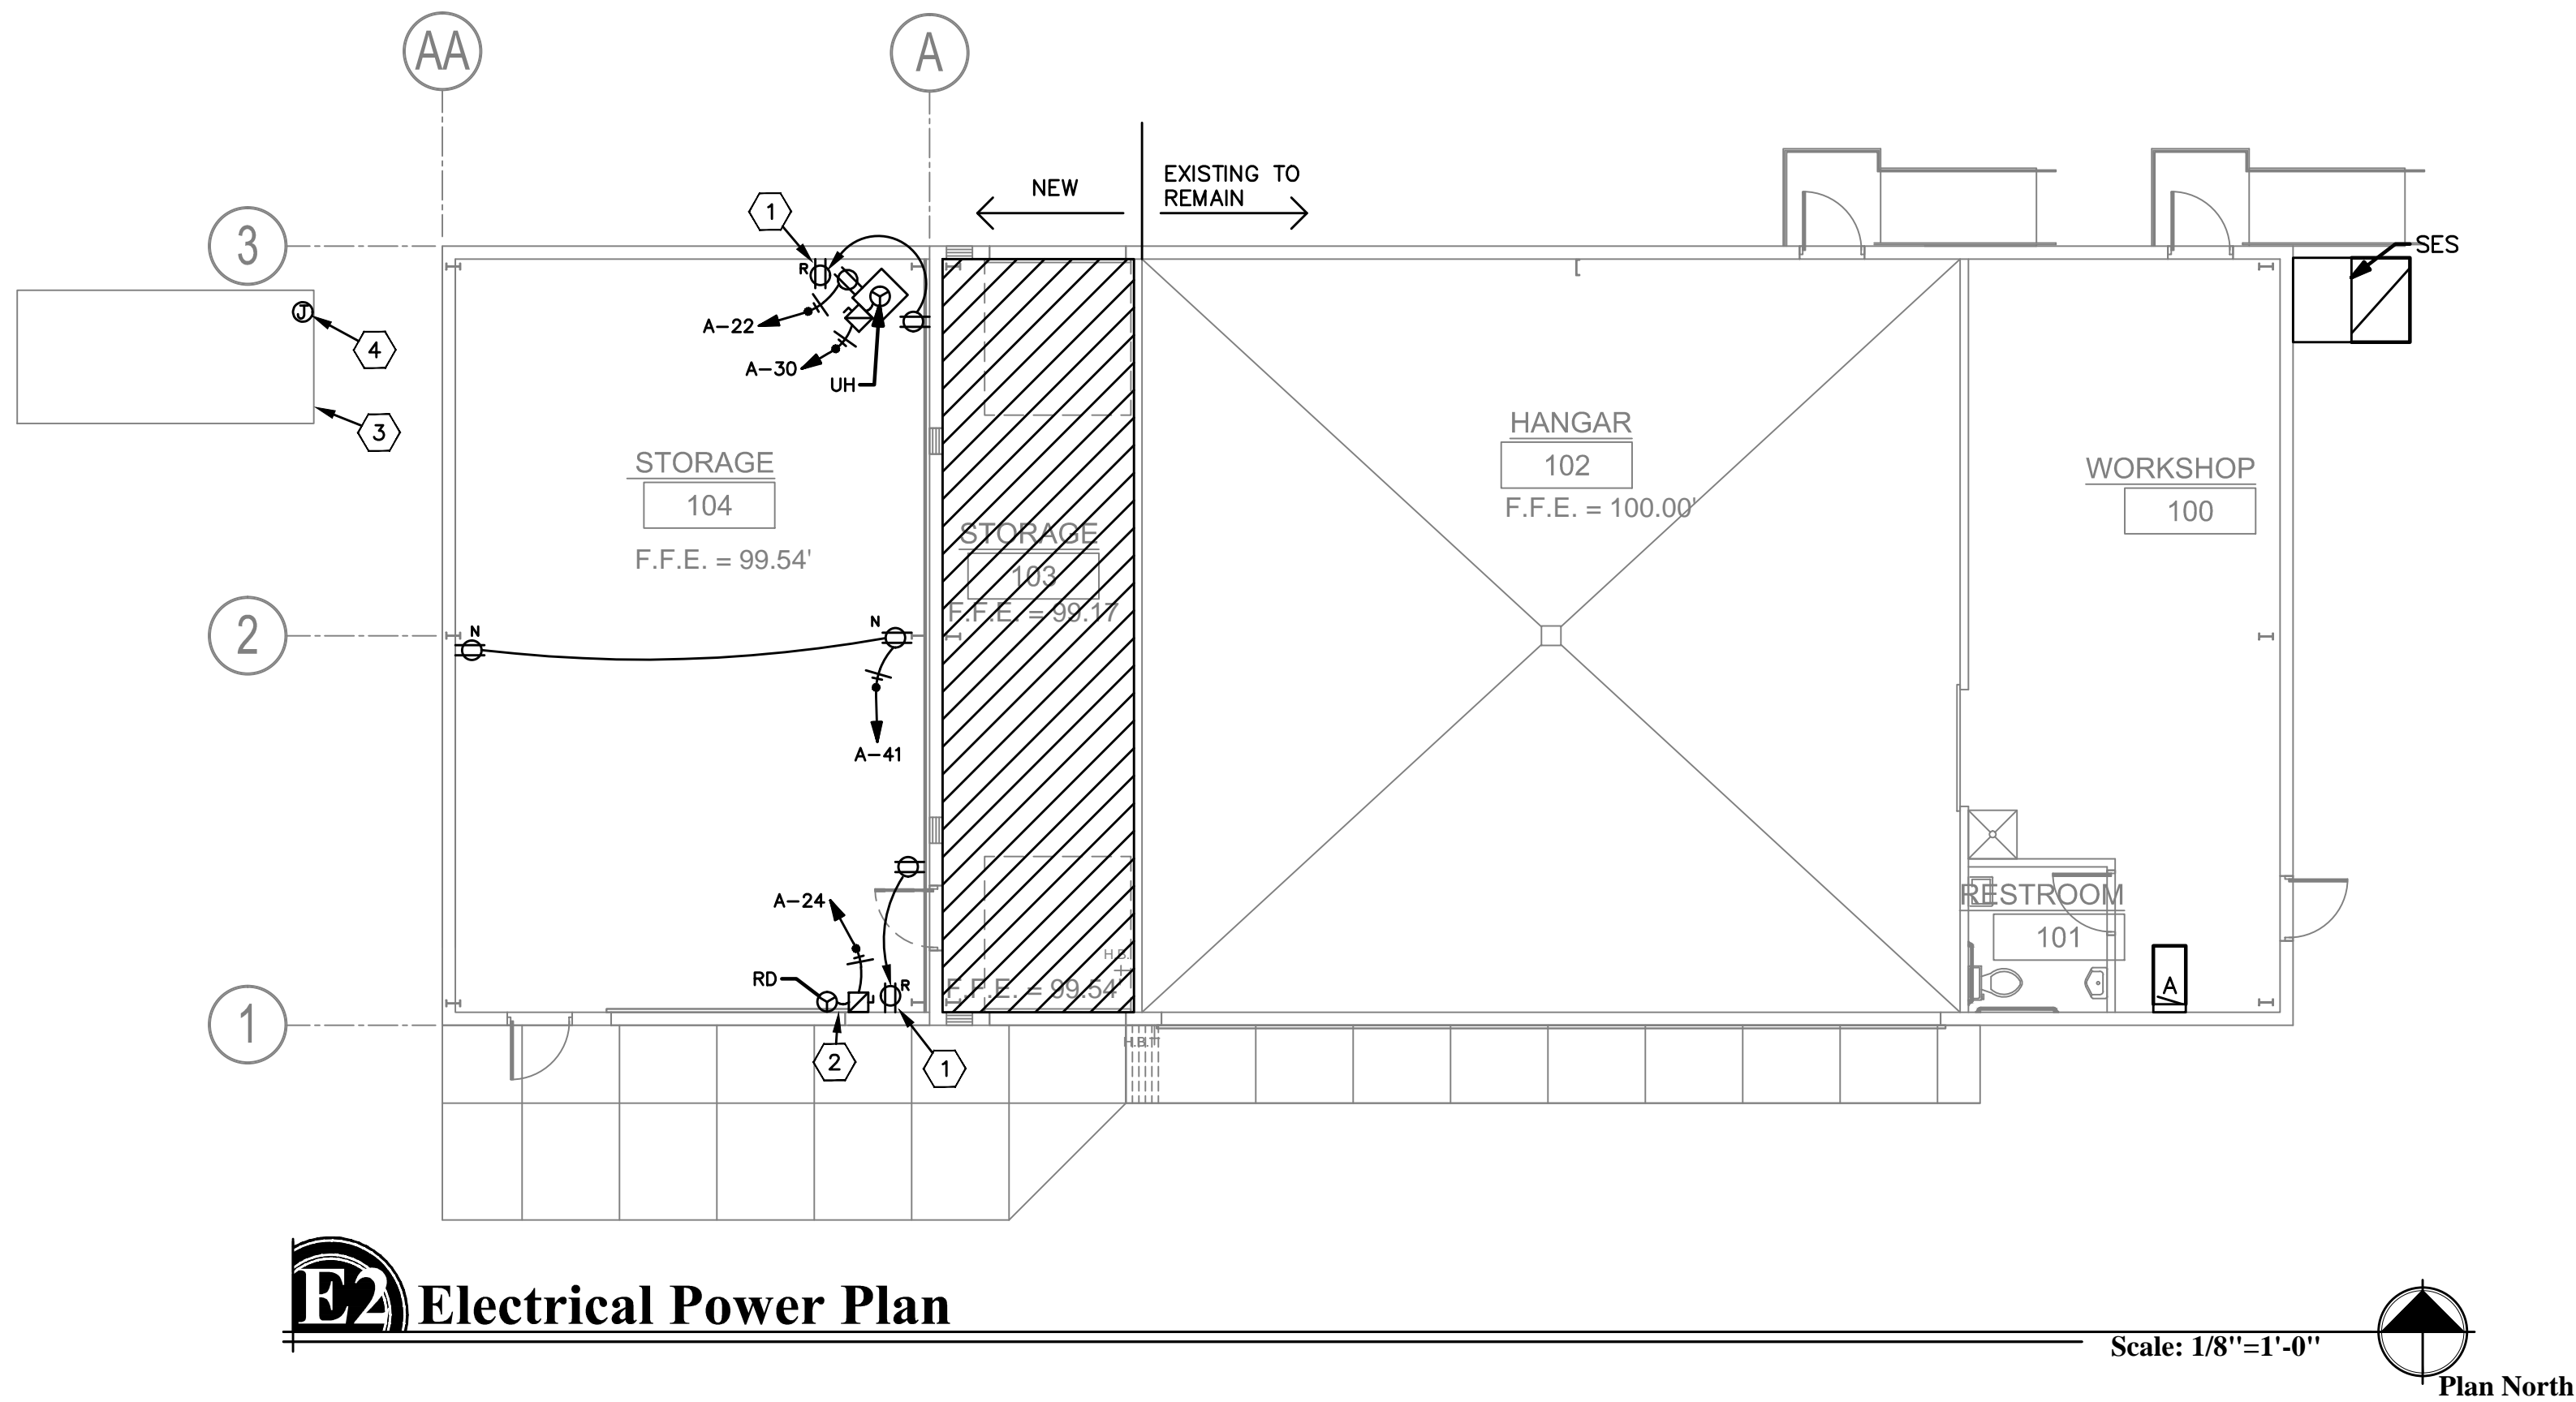 AA
A
NEW
EXISTING TO
REMAIN
1
3
SES
R
J
A-22
4
A-30
UH
3
HANGAR
102
F.F.E. = 100.00'
STORAGE
104
F.F.E. = 99.54'
WORKSHOP
100
STORAGE
103
F.F.E. = 99.17
2
N
N
A-41
A-24
RESTROOM
101
H.B.
RD
R
F.F.E. = 99.54'
A
1
2
1
H.B.
E2 Electrical Power Plan
Scale: 1/8"=1'-0"
Plan North